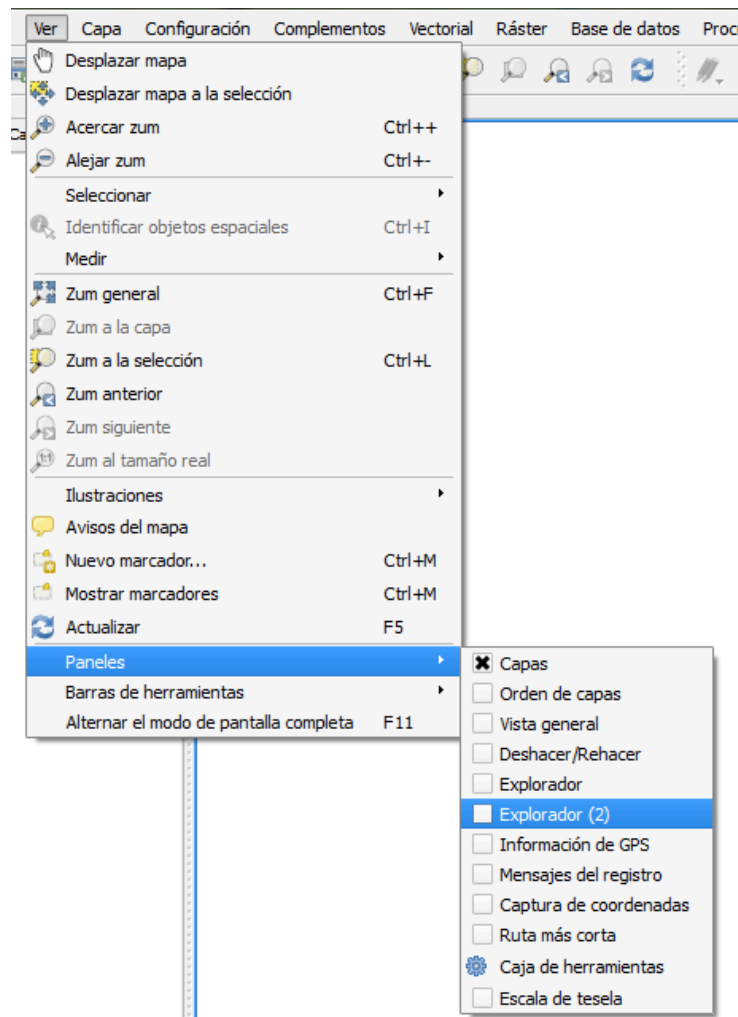 Ver Capa Configuración Complementos Vectorial Ráster Base de datos Proc
Desplazar mapa
Desplazar mapa a la selección
Ca
Acercar zum Ctrl++
Alejar zum Ctrl+-
Seleccionar
Identificar objetos espaciales Ctrl+I
Medir
Zum general Ctrl+F
Zum a la capa
Zum a la selección Ctrl+L
Zum anterior
Zum siguiente
Zum al tamaño real
Ilustraciones
Avisos del mapa
Nuevo marcador... Ctrl+M
Mostrar marcadores Ctrl+M
Actualizar F5
Paneles
Barras de herramientas
Alternar el modo de pantalla completa F11
Capas
Orden de capas
Vista general
Deshacer/Rehacer
Explorador
Explorador (2)
Información de GPS
Mensajes del registro
Captura de coordenadas
Ruta más corta
Caja de herramientas
Escala de tesela